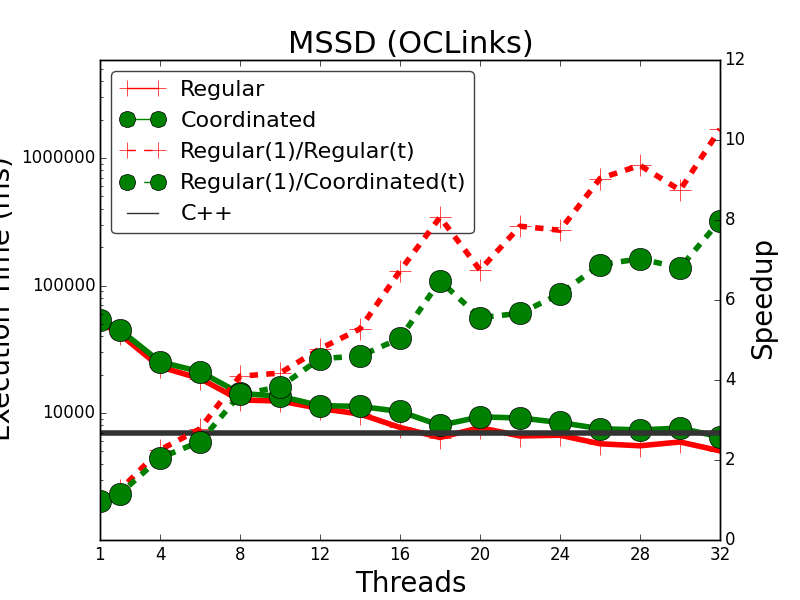 MSSD (OCLinks)
Regular
Coordinated
Regular(1)/Regular(t)
Regular(1)/Coordinated(t)
C++
1000000
100000
10000
12
10
8
6
4
2
0
Execution Time (ms)
Speedup
1 4 8 12 16 20 24 28 32
Threads